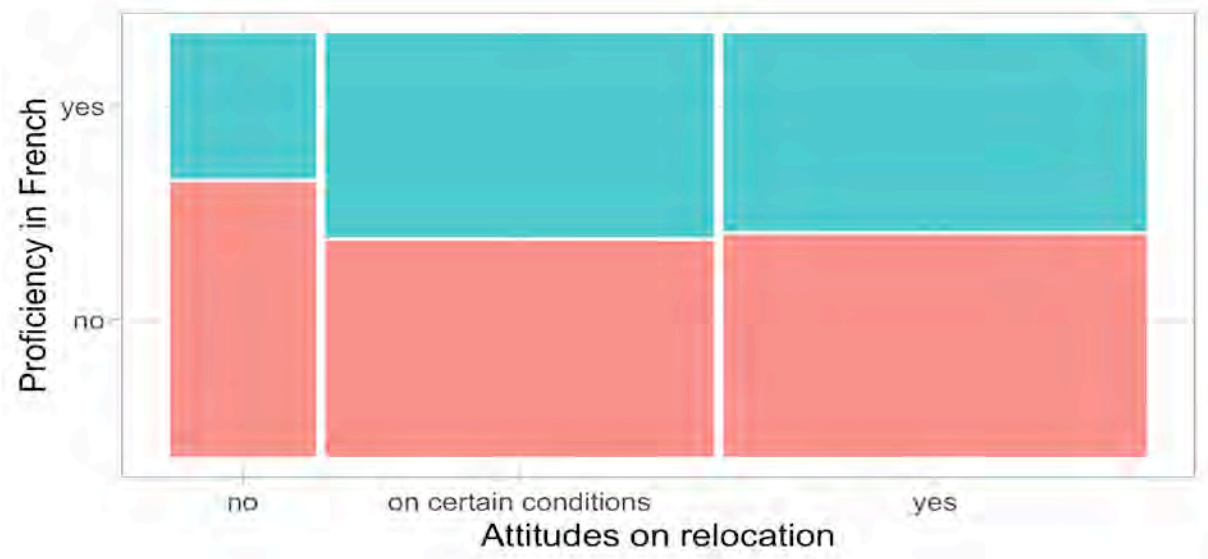 Proficiency in French
yes
no
no
on certain conditions
yes
Attitudes on relocation